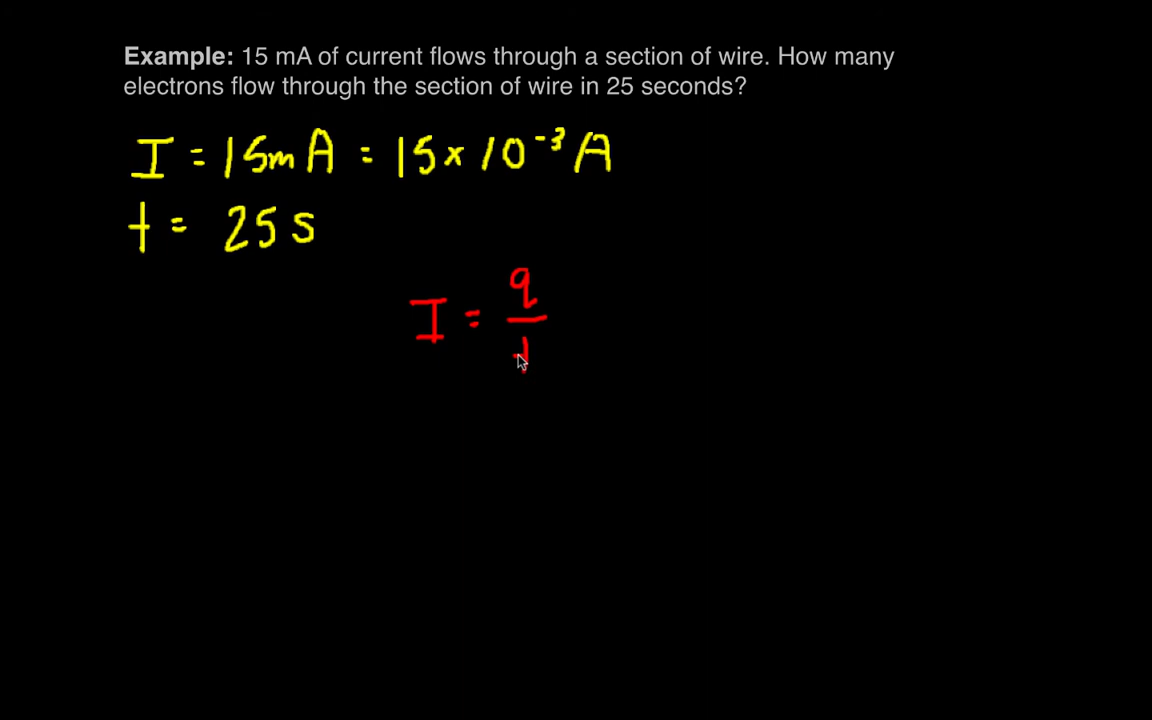 Example: 15 mA of current flows through a section of wire. How many
electrons flow through the section of wire in 25 seconds?
I = 15mA = 15 × 10⁻³ A
t = 25 s
I = q/t